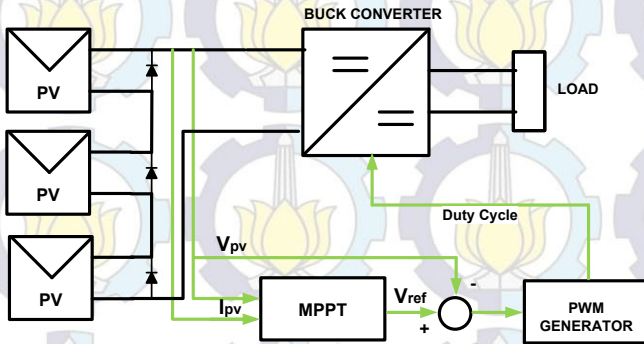 BUCK CONVERTER
PV
LOAD
PV
Duty Cycle
Vpv
PV
Ipv
MPPT
Vref
-
+
PWM
GENERATOR